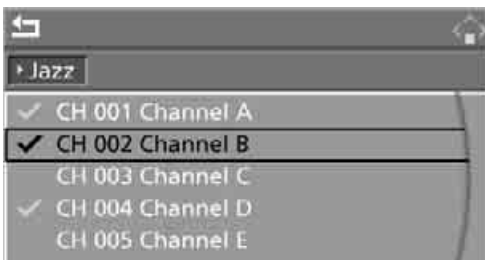 Jazz
CH 001 Channel A
CH 002 Channel B
CH 003 Channel C
CH 004 Channel D
CH 005 Channel E